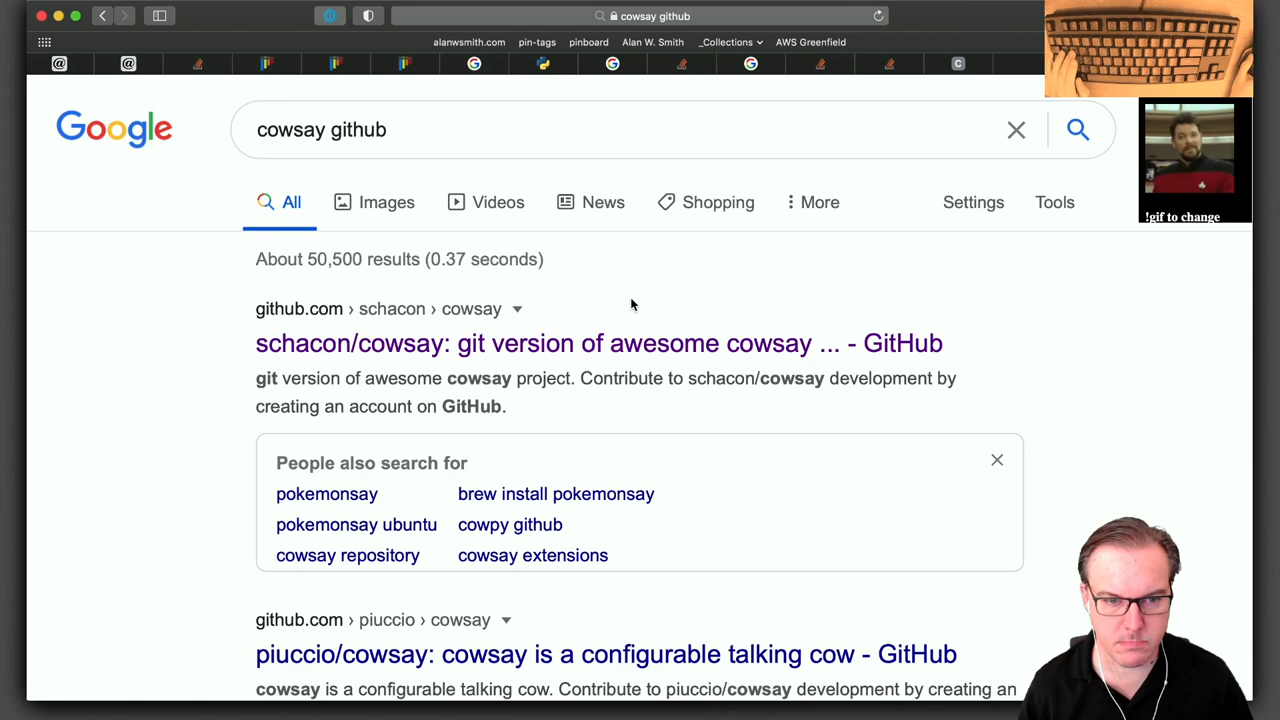 cowsay github
alanwsmith.com pin-tags pinboard Alan W. Smith _Collections AWS Greenfield
Google
cowsay github
All Images Videos News Shopping More Settings Tools
!gif to change
About 50,500 results (0.37 seconds)
github.com › schacon › cowsay
schacon/cowsay: git version of awesome cowsay ... - GitHub
git version of awesome cowsay project. Contribute to schacon/cowsay development by
creating an account on GitHub.
People also search for
pokemonsay brew install pokemonsay
pokemonsay ubuntu cowpy github
cowsay repository cowsay extensions
github.com › piuccio › cowsay
piuccio/cowsay: cowsay is a configurable talking cow - GitHub
cowsay is a configurable talking cow. Contribute to piuccio/cowsay development by creating an